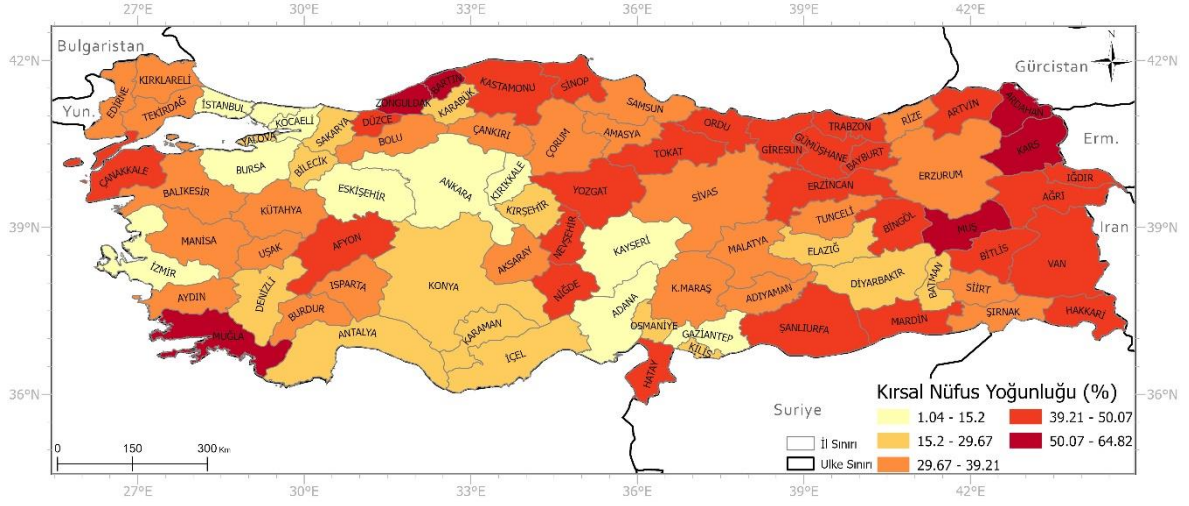 27°E 30°E 33°E 36°E 39°E 42°E
Bulgaristan
42°N
42°N
N
Gürcistan
KIRKLARELİ
EDİRNE
TEKİRDAĞ
Yun.
İSTANBUL
KOCAELİ
YALOVA
SAKARYA
DÜZCE
ZONGULDAK
BARTIN
KARABÜK
KASTAMONU
SİNOP
SAMSUN
BOLU
ÇANKIRI
ÇORUM
AMASYA
ORDU
TOKAT
GİRESUN
GÜMÜŞHANE
TRABZON
BAYBURT
RİZE
ARTVİN
ARDAHAN
KARS
Erm.
IĞDIR
AĞRI
ÇANAKKALE
BALIKESİR
BURSA
BİLECİK
ESKİŞEHİR
ANKARA
KIRIKKALE
KIRŞEHİR
YOZGAT
SİVAS
ERZİNCAN
ERZURUM
TUNCELİ
BİNGÖL
MUŞ
BİTLİS
VAN
39°N
39°N
Iran
KÜTAHYA
MANİSA
UŞAK
AFYON
İZMİR
AYDIN
DENİZLİ
BURDUR
ISPARTA
MUĞLA
ANTALYA
KONYA
KARAMAN
İÇEL
AKSARAY
NEVŞEHİR
NİĞDE
KAYSERİ
ADANA
OSMANİYE
K.MARAŞ
MALATYA
ELAZIĞ
ADIYAMAN
GAZİANTEP
KİLİS
HATAY
ŞANLIURFA
DİYARBAKIR
BATMAN
MARDİN
SİİRT
ŞIRNAK
HAKKARİ
36°N
36°N
Suriye
Kırsal Nüfus Yoğunluğu (%)
1.04 - 15.2
15.2 - 29.67
29.67 - 39.21
39.21 - 50.07
50.07 - 64.82
İl Sınırı
Ulke Sınırı
0 150 300 Km
27°E 30°E 33°E 36°E 39°E 42°E